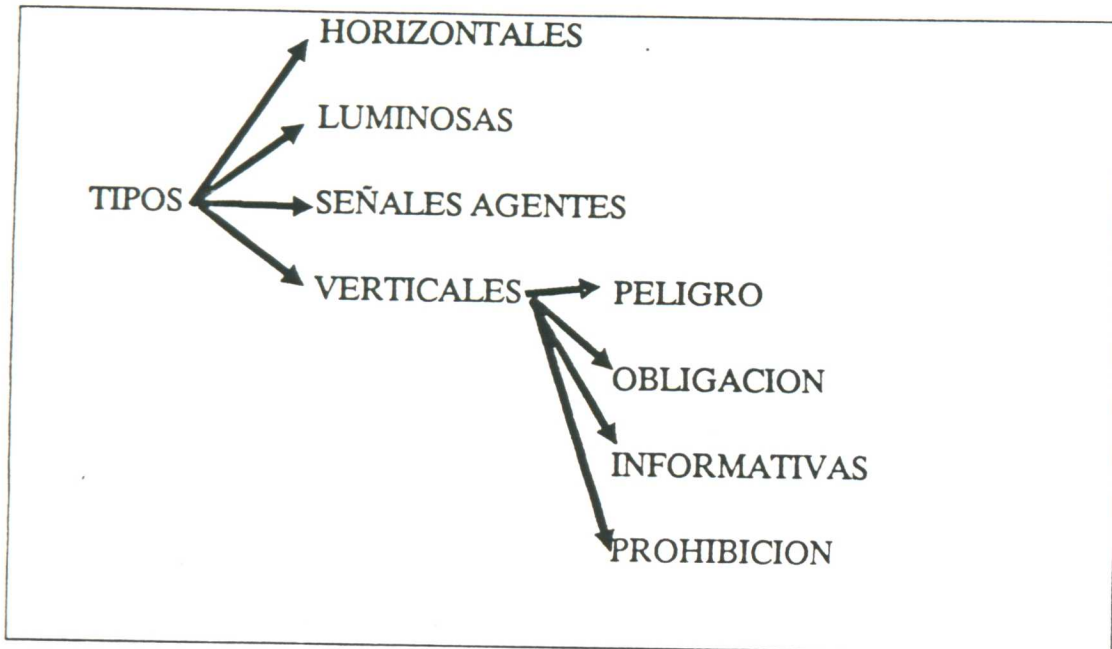 HORIZONTALES
LUMINOSAS
TIPOS
SEÑALES AGENTES
VERTICALES
PELIGRO
OBLIGACION
INFORMATIVAS
PROHIBICION